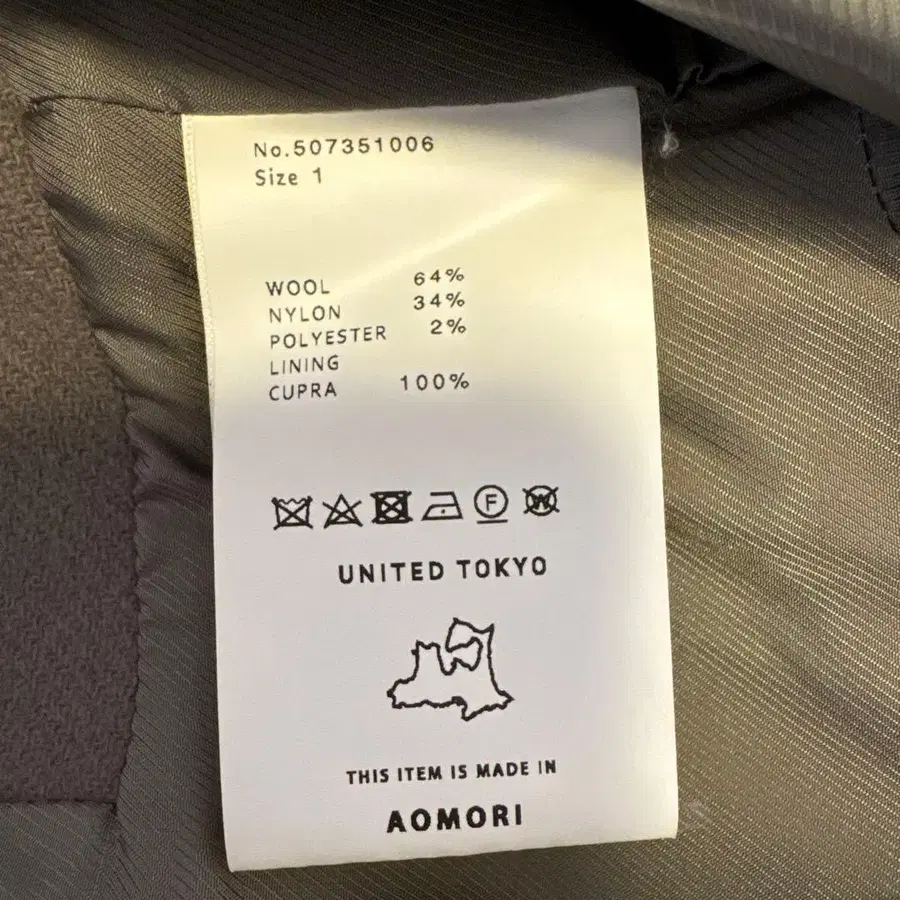 No.507351006
Size 1
WOOL 64%
NYLON 34%
POLYESTER 2%
LINING
CUPRA 100%
F W
UNITED TOKYO
THIS ITEM IS MADE IN
AOMORI